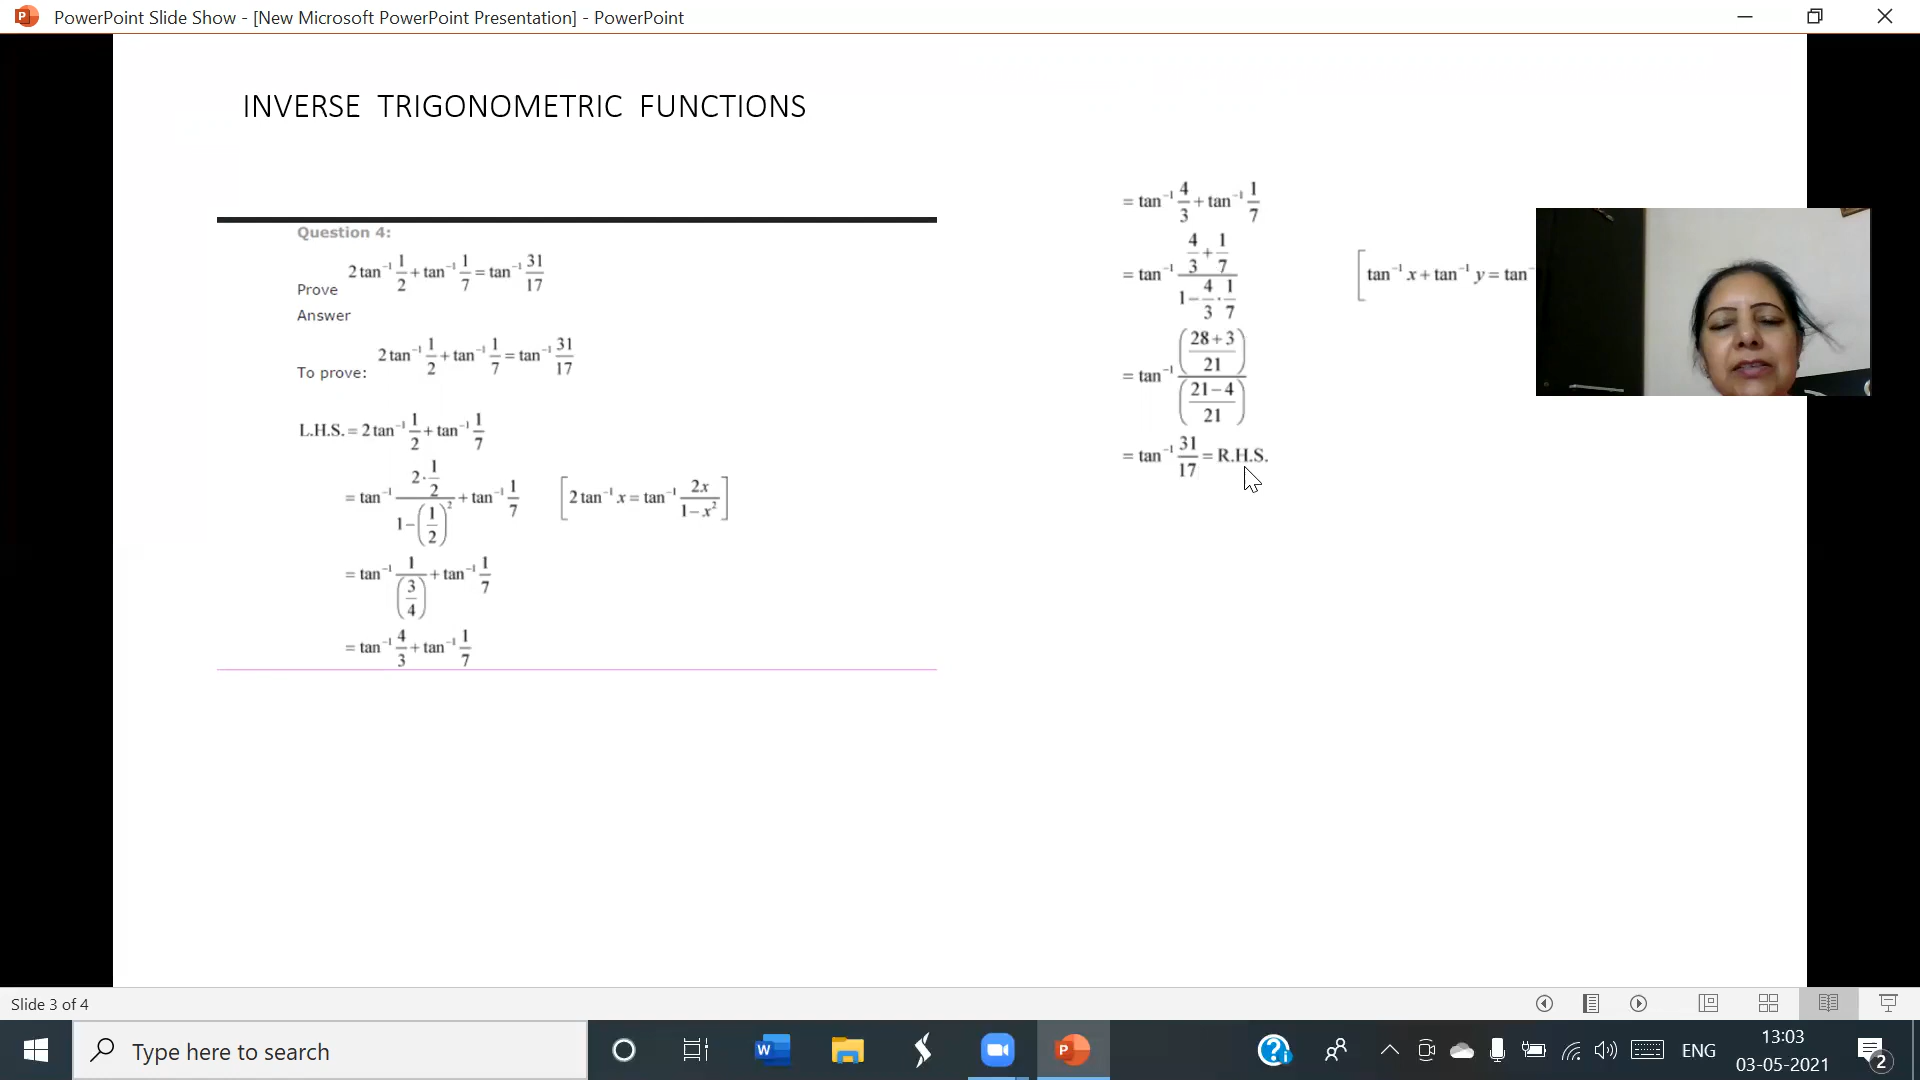 PowerPoint Slide Show - [New Microsoft PowerPoint Presentation] - PowerPoint
INVERSE TRIGONOMETRIC FUNCTIONS
Question 4:
Prove 2 tan⁻¹ 1/2 + tan⁻¹ 1/7 = tan⁻¹ 31/17
Answer
To prove: 2 tan⁻¹ 1/2 + tan⁻¹ 1/7 = tan⁻¹ 31/17
L.H.S. = 2 tan⁻¹ 1/2 + tan⁻¹ 1/7
= tan⁻¹ (2·1/2)/(1−(1/2)²) + tan⁻¹ 1/7 [2 tan⁻¹ x = tan⁻¹ 2x/(1−x²)]
= tan⁻¹ 1/(3/4) + tan⁻¹ 1/7
= tan⁻¹ 4/3 + tan⁻¹ 1/7
= tan⁻¹ 4/3 + tan⁻¹ 1/7
= tan⁻¹ (4/3 + 1/7)/(1 − 4/3·1/7) [tan⁻¹ x + tan⁻¹ y = tan⁻
= tan⁻¹ ((28+3)/21)/((21−4)/21)
= tan⁻¹ 31/17 = R.H.S.
Slide 3 of 4
Type here to search
ENG
13:03
03-05-2021
2